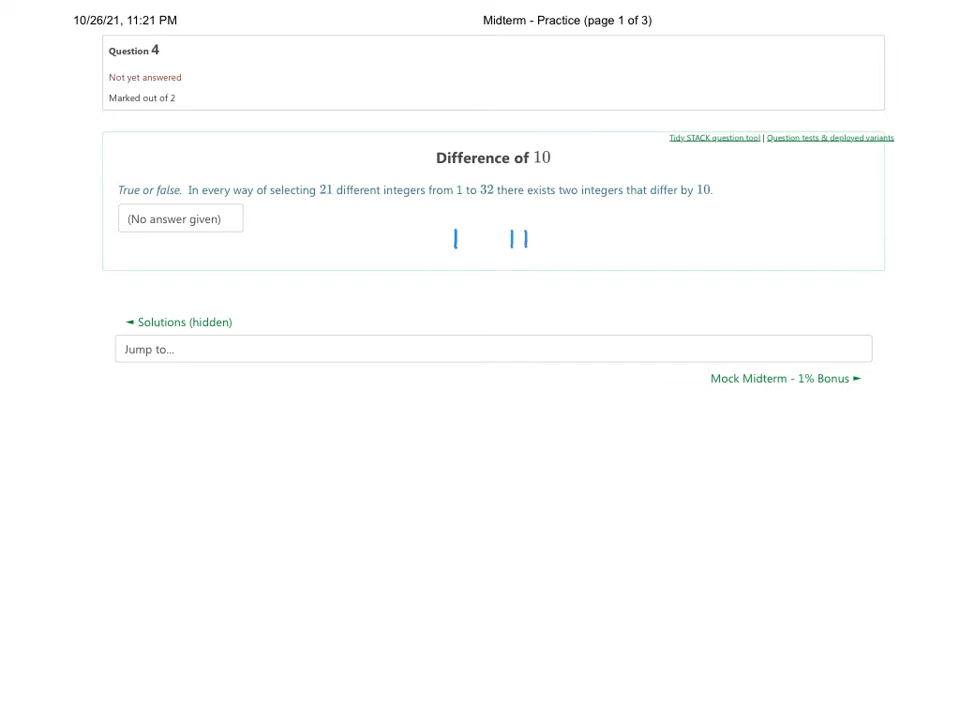 10/26/21, 11:21 PM Midterm - Practice (page 1 of 3)
Question 4
Not yet answered
Marked out of 2
Tidy STACK question tool | Question tests & deployed variants
Difference of 10
True or false. In every way of selecting 21 different integers from 1 to 32 there exists two integers that differ by 10.
(No answer given)
1 11
◄ Solutions (hidden)
Jump to...
Mock Midterm - 1% Bonus ►